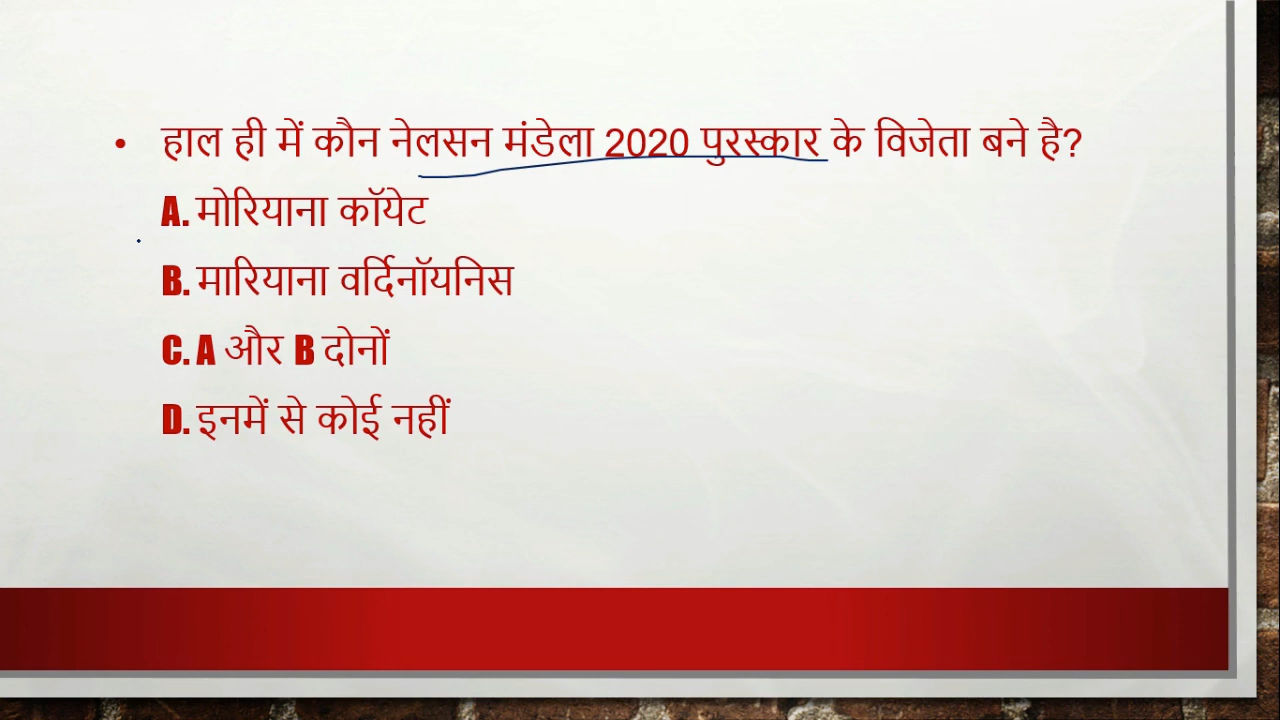 • हाल ही में कौन नेलसन मंडेला 2020 पुरस्कार के विजेता बने है?
A. मोरियाना कॉयेट
B. मारियाना वर्दिनॉयनिस
C. A और B दोनों
D. इनमें से कोई नहीं